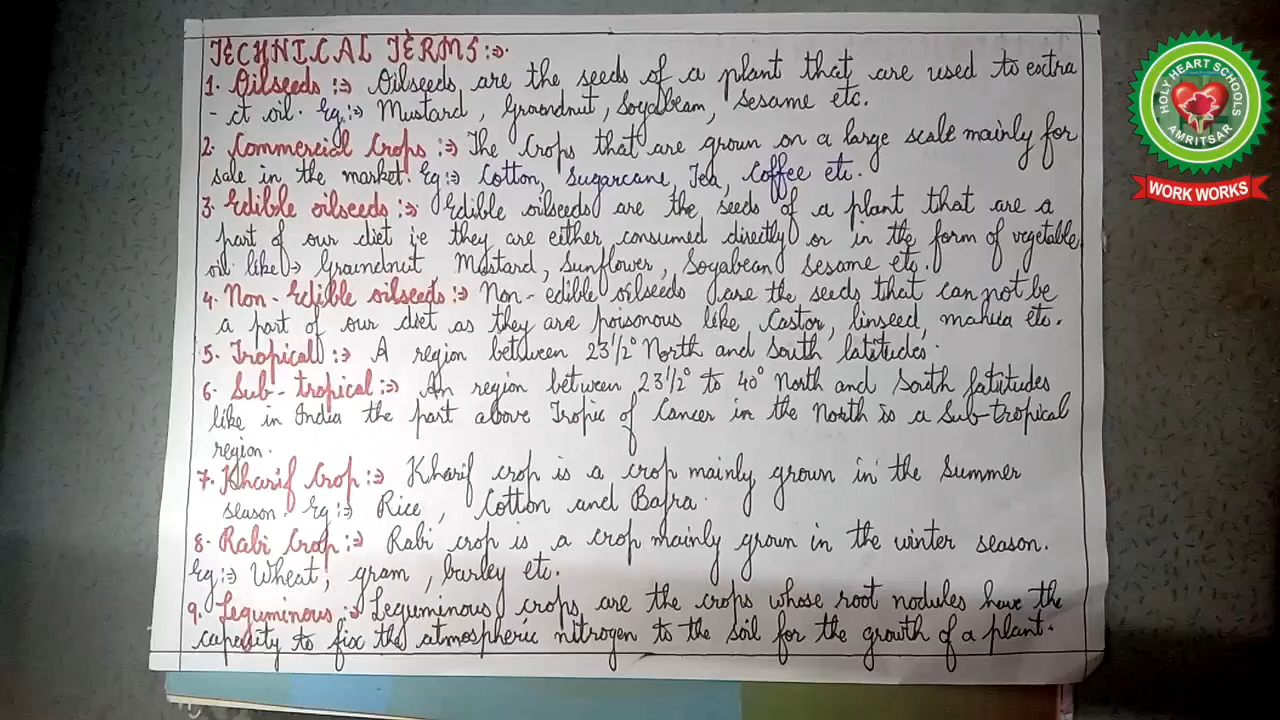 TECHNICAL TERMS :→.
1. Oilseeds :→ Oilseeds are the seeds of a plant that are used to extra
- ct oil. Eg :→ Mustard, Groundnut, Soyabean, Sesame etc.
2. Commercial Crops :→ The Crops that are grown on a large scale mainly for
sale in the market. Eg :→ Cotton, Sugarcane, Tea, Coffee etc.
3. Edible oilseeds :→ Edible oilseeds are the seeds of a plant that are a
part of our diet i.e they are either consumed directly or in the form of vegetable
oil like → Groundnut Mustard, Sunflower, Soyabean Sesame etc.
4. Non-Edible oilseeds :→ Non-edible oilseeds are the seeds that can not be
a part of our diet as they are poisonous like Castor, linseed, mahua etc.
5. Tropical :→ A region between 23 1/2° North and South latitudes.
6. Sub-tropical :→ An region between 23 1/2° to 40° North and South latitudes
like in India the part above Tropic of Cancer in the North is a Sub-tropical
region.
7. Kharif Crop :→ Kharif crop is a crop mainly grown in the Summer
season. Eg :→ Rice, Cotton and Bajra.
8. Rabi Crop :→ Rabi crop is a crop mainly grown in the winter season.
Eg :→ Wheat, gram, barley etc.
9. Leguminous :→ Leguminous crops are the crops whose root nodules have the
capacity to fix the atmospheric nitrogen to the soil for the growth of a plant.
HOLY HEART SCHOOLS
AMRITSAR
WORK WORKS